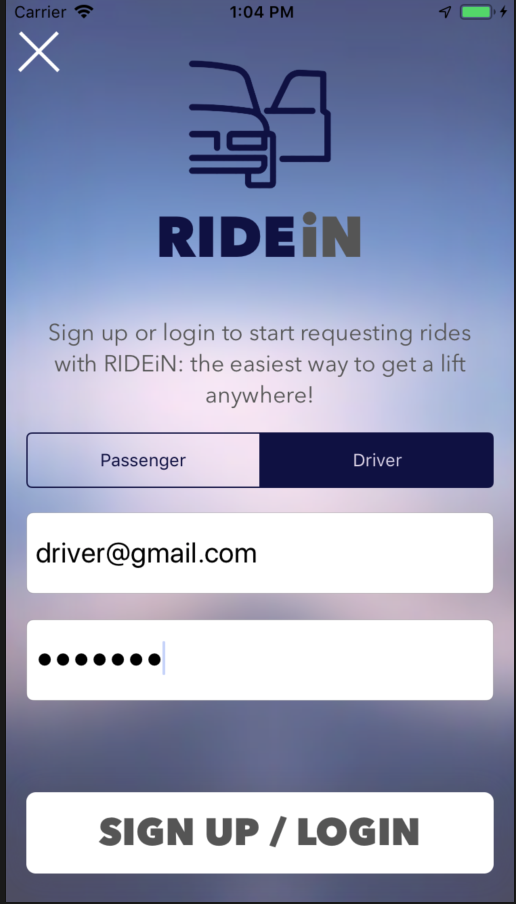 Carrier 1:04 PM
RIDEiN
Sign up or login to start requesting rides
with RIDEiN: the easiest way to get a lift
anywhere!
Passenger Driver
driver@gmail.com
•••••••
SIGN UP / LOGIN